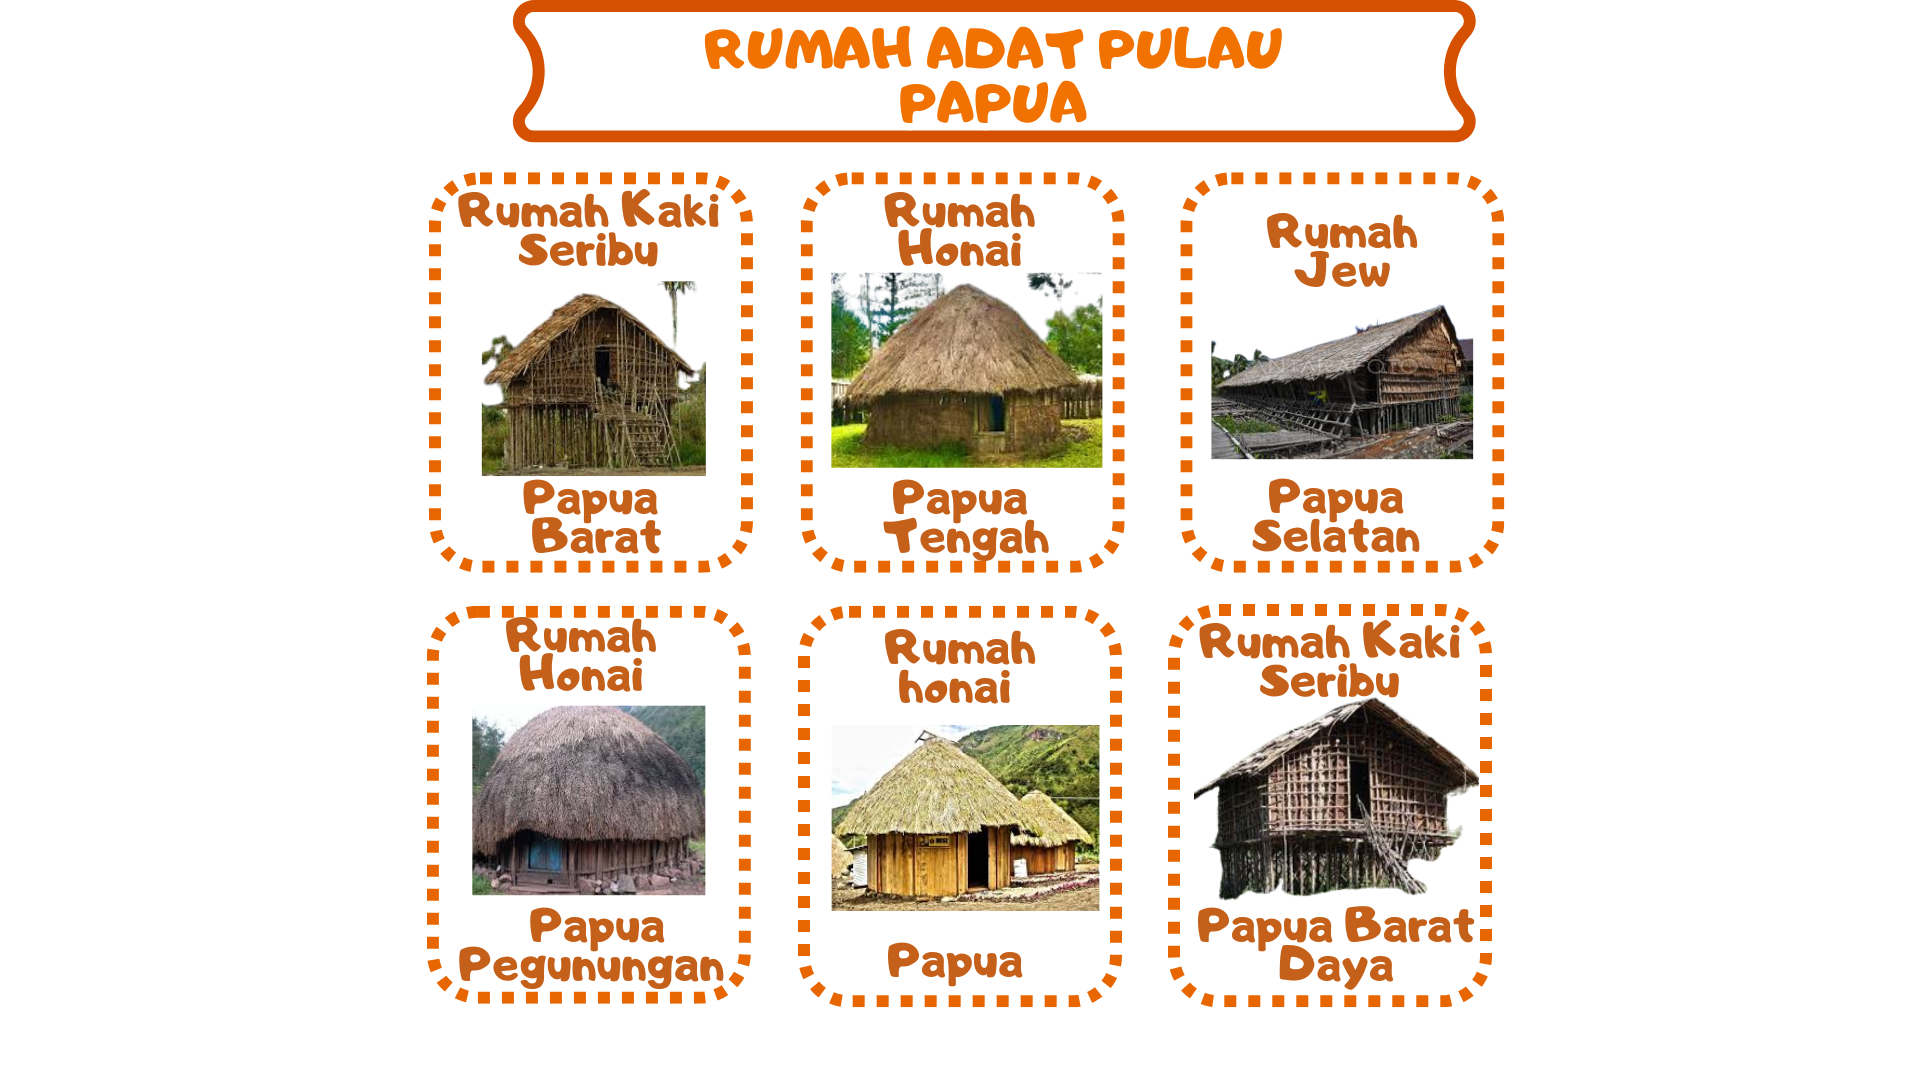 RUMAH ADAT PULAU
PAPUA
Rumah Kaki
Seribu
Papua
Barat
Rumah
Honai
Papua
Tengah
Rumah
Jew
Papua
Selatan
Rumah
Honai
Papua
Pegunungan
Rumah
honai
Papua
Rumah Kaki
Seribu
Papua Barat
Daya